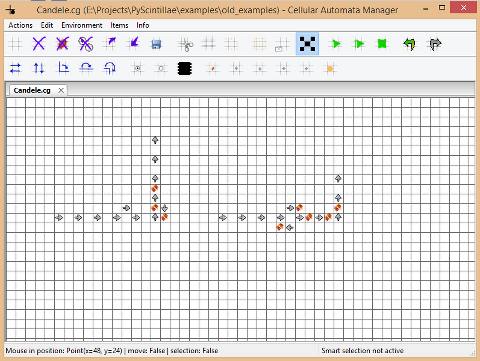 Candele.cg (E:\Projects\PyScintillae\examples\old_examples) - Cellular Automata Manager
Actions Edit Environment Items Info
Candele.cg
Mouse in position: Point(x=48, y=24) | move: False | selection: False Smart selection not active